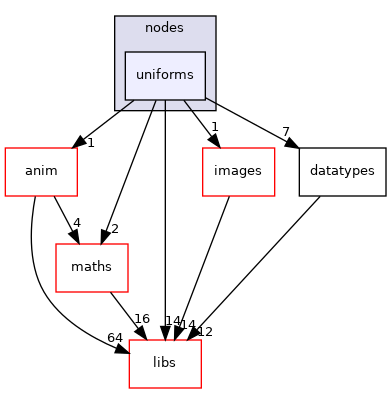 nodes
uniforms
1
7
1
anim
images
datatypes
4
2
maths
16
14
14
12
64
libs